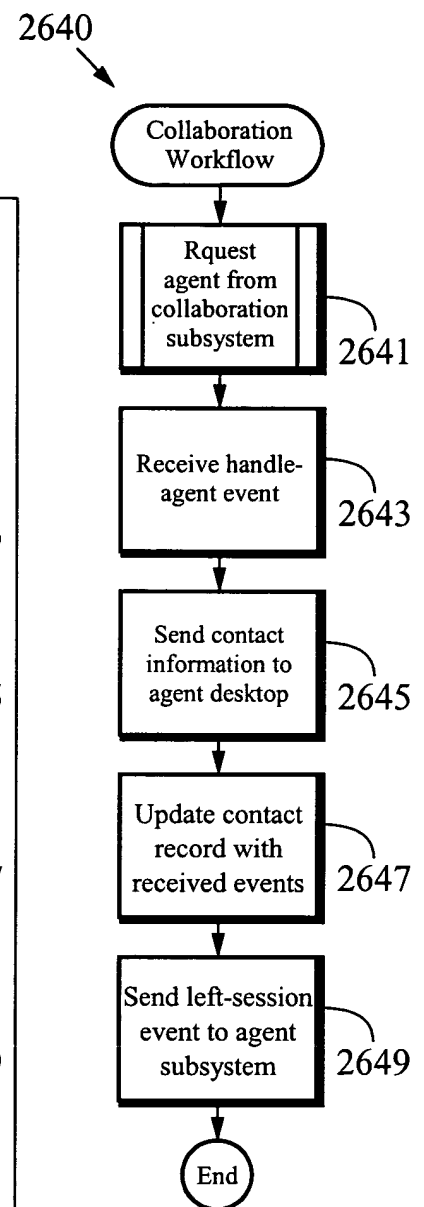 2640
Collaboration
Workflow
Rquest
agent from
collaboration
subsystem
2641
Receive handle-
agent event
2643
Send contact
information to
agent desktop
2645
Update contact
record with
received events
2647
Send left-session
event to agent
subsystem
2649
End